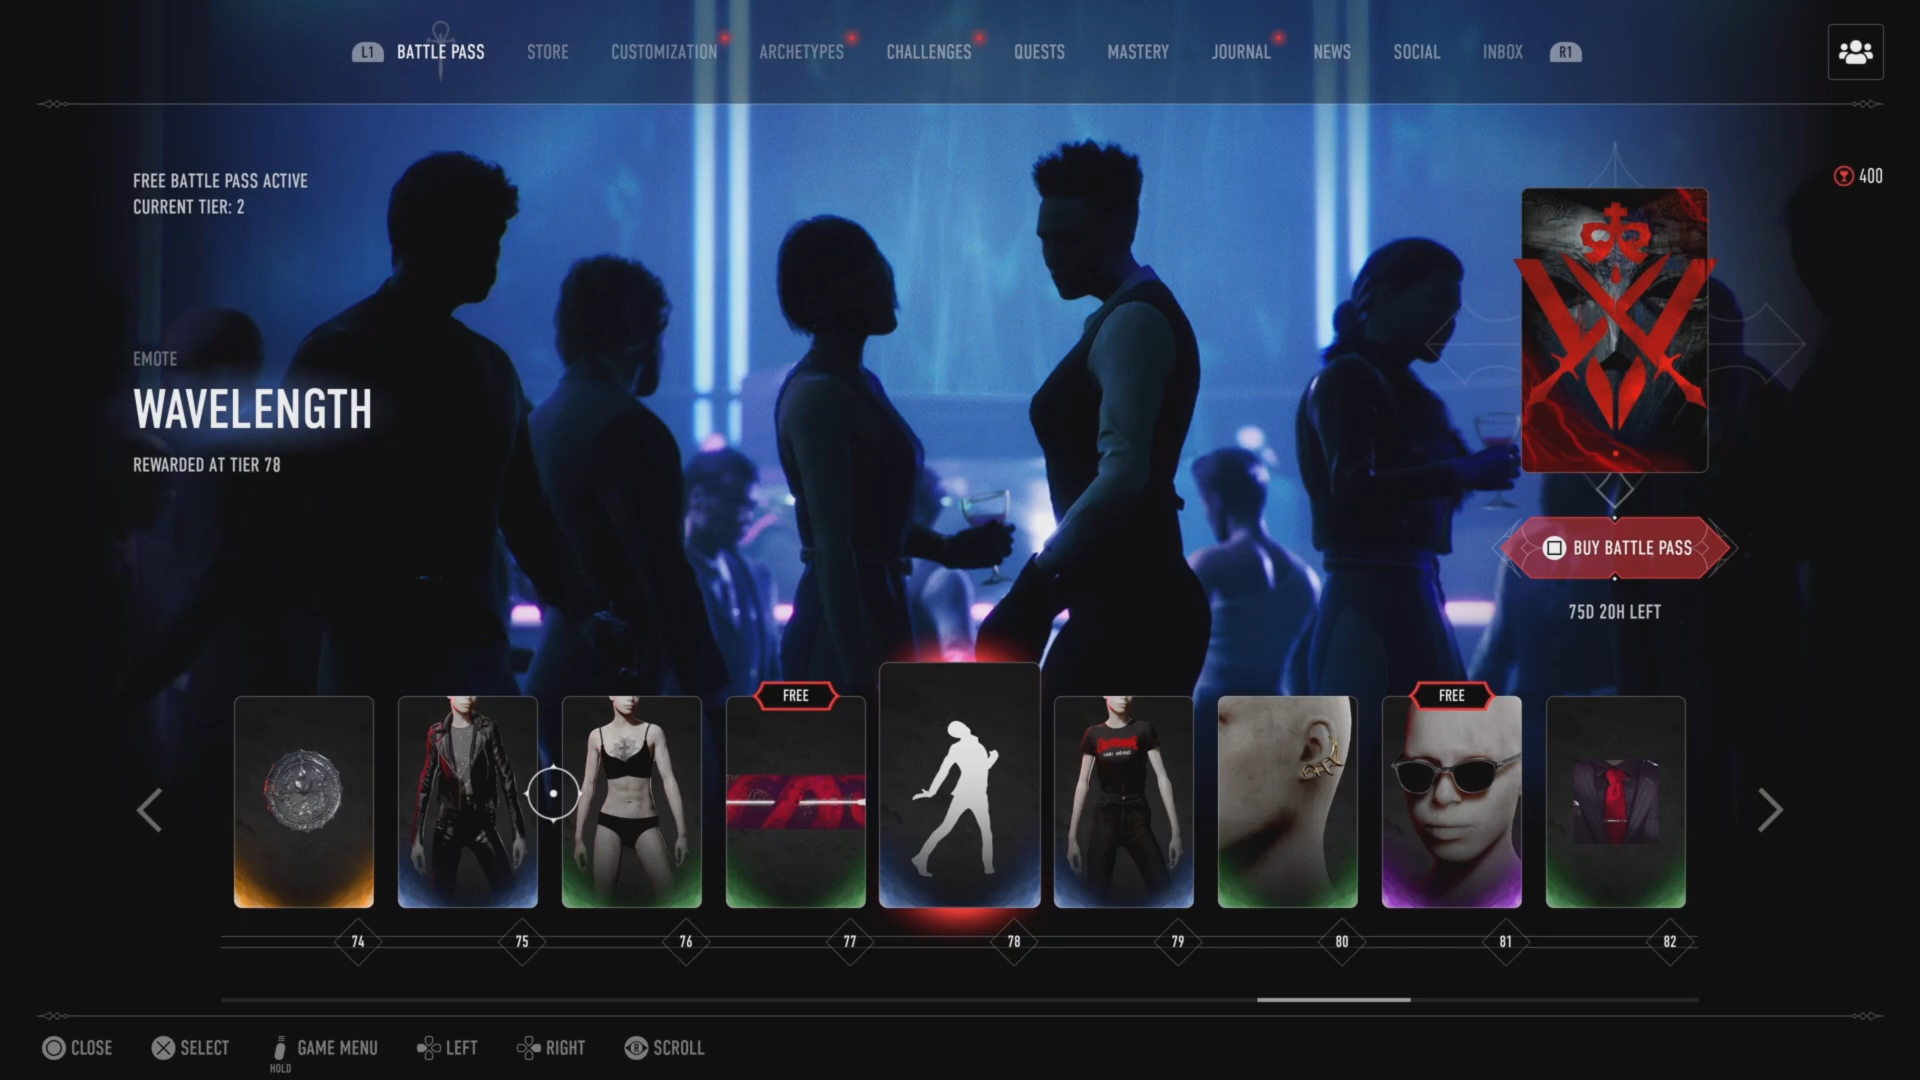 L1 BATTLE PASS STORE CUSTOMIZATION ARCHETYPES CHALLENGES QUESTS MASTERY JOURNAL NEWS SOCIAL INBOX R1
400
FREE BATTLE PASS ACTIVE
CURRENT TIER: 2
EMOTE
WAVELENGTH
REWARDED AT TIER 78
BUY BATTLE PASS
75D 20H LEFT
FREE
FREE
74 75 76 77 78 79 80 81 82
CLOSE SELECT GAME MENU LEFT RIGHT R SCROLL
HOLD